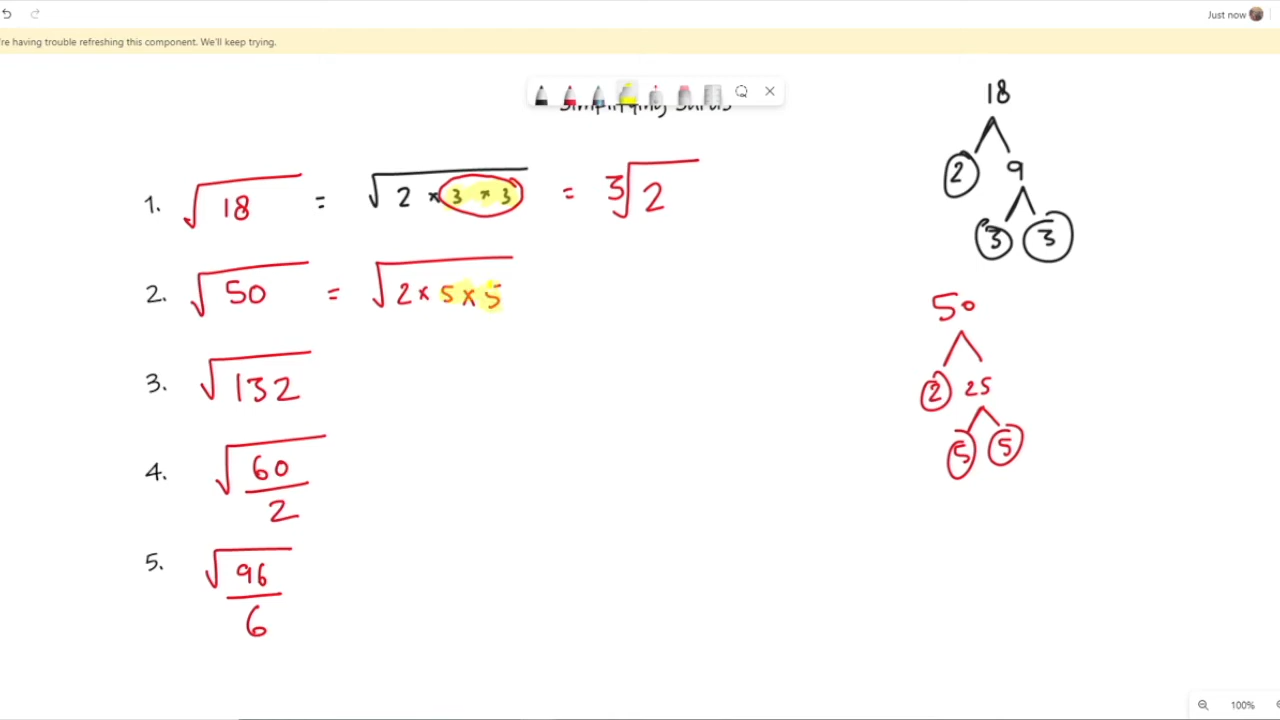 Just now
're having trouble refreshing this component. We'll keep trying.
Simplifying Surds
1. √18 = √2 × 3 × 3 = 3√2
2. √50 = √2 × 5 × 5
3. √132
4. √60/2
5. √96/6
18
2 9
3 3
50
2 25
5 5
100%